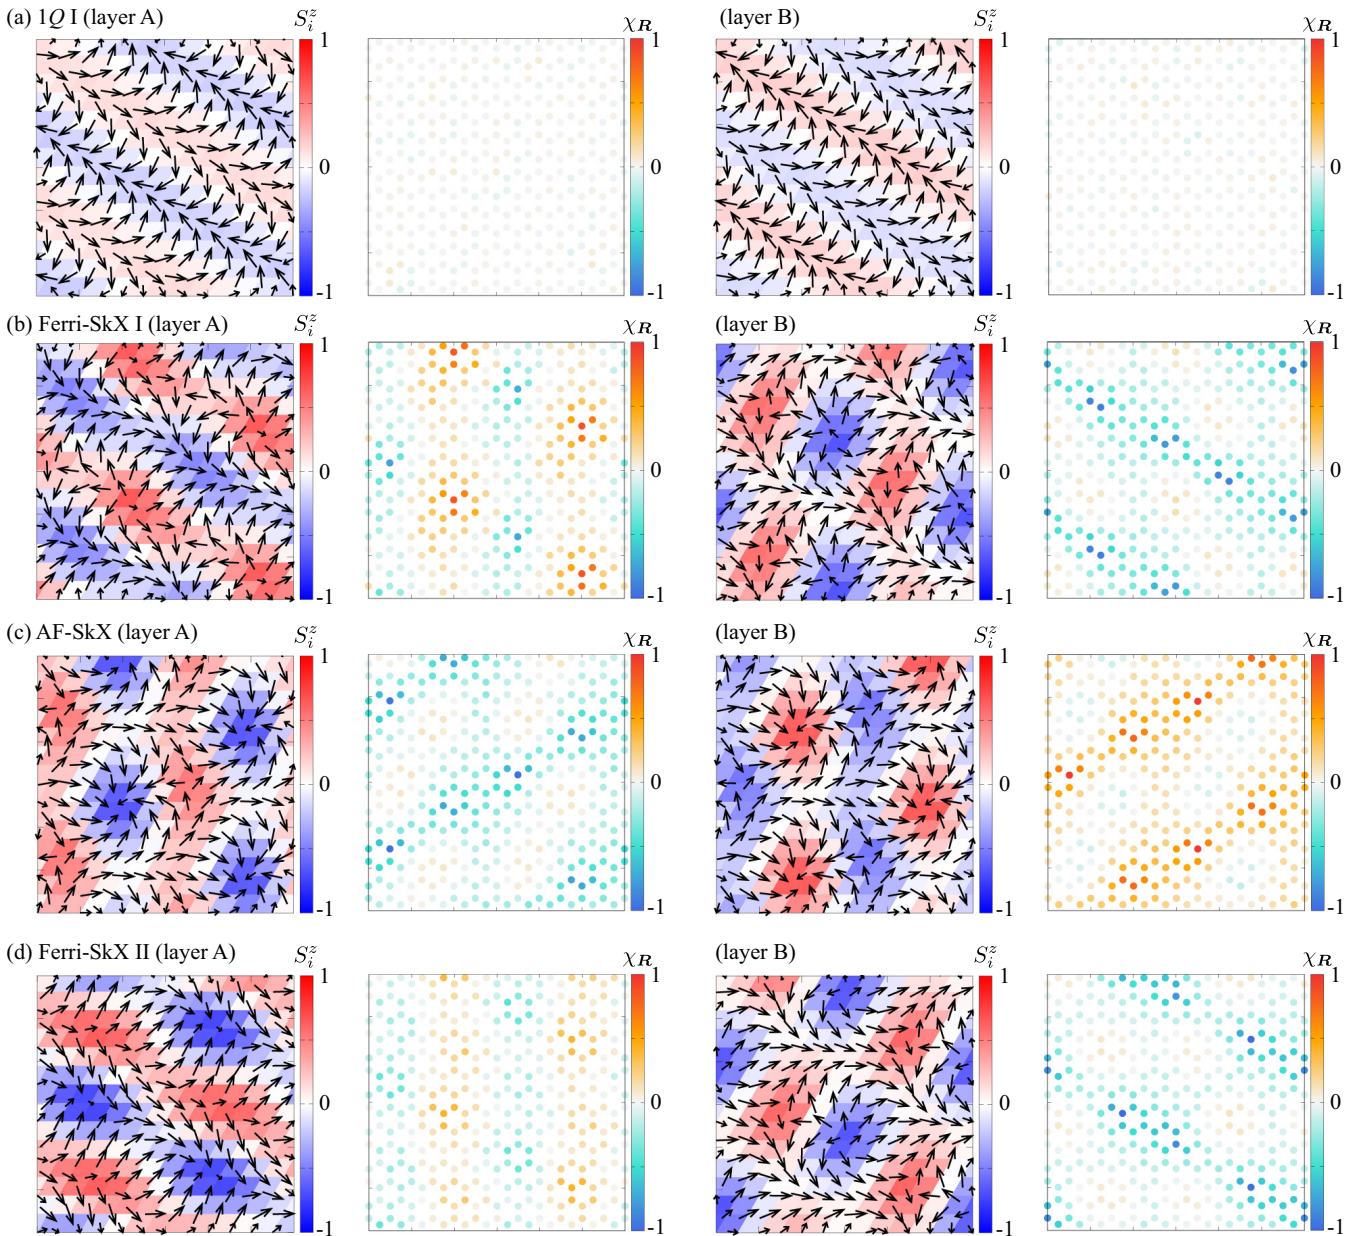 (a) 1Q I (layer A) S_i^z χ_R (layer B) S_i^z χ_R
1 1 1 1
0 0 0 0
-1 -1 -1 -1
(b) Ferri-SkX I (layer A) S_i^z χ_R (layer B) S_i^z χ_R
1 1 1 1
0 0 0 0
-1 -1 -1 -1
(c) AF-SkX (layer A) S_i^z χ_R (layer B) S_i^z χ_R
1 1 1 1
0 0 0 0
-1 -1 -1 -1
(d) Ferri-SkX II (layer A) S_i^z χ_R (layer B) S_i^z χ_R
1 1 1 1
0 0 0 0
-1 -1 -1 -1